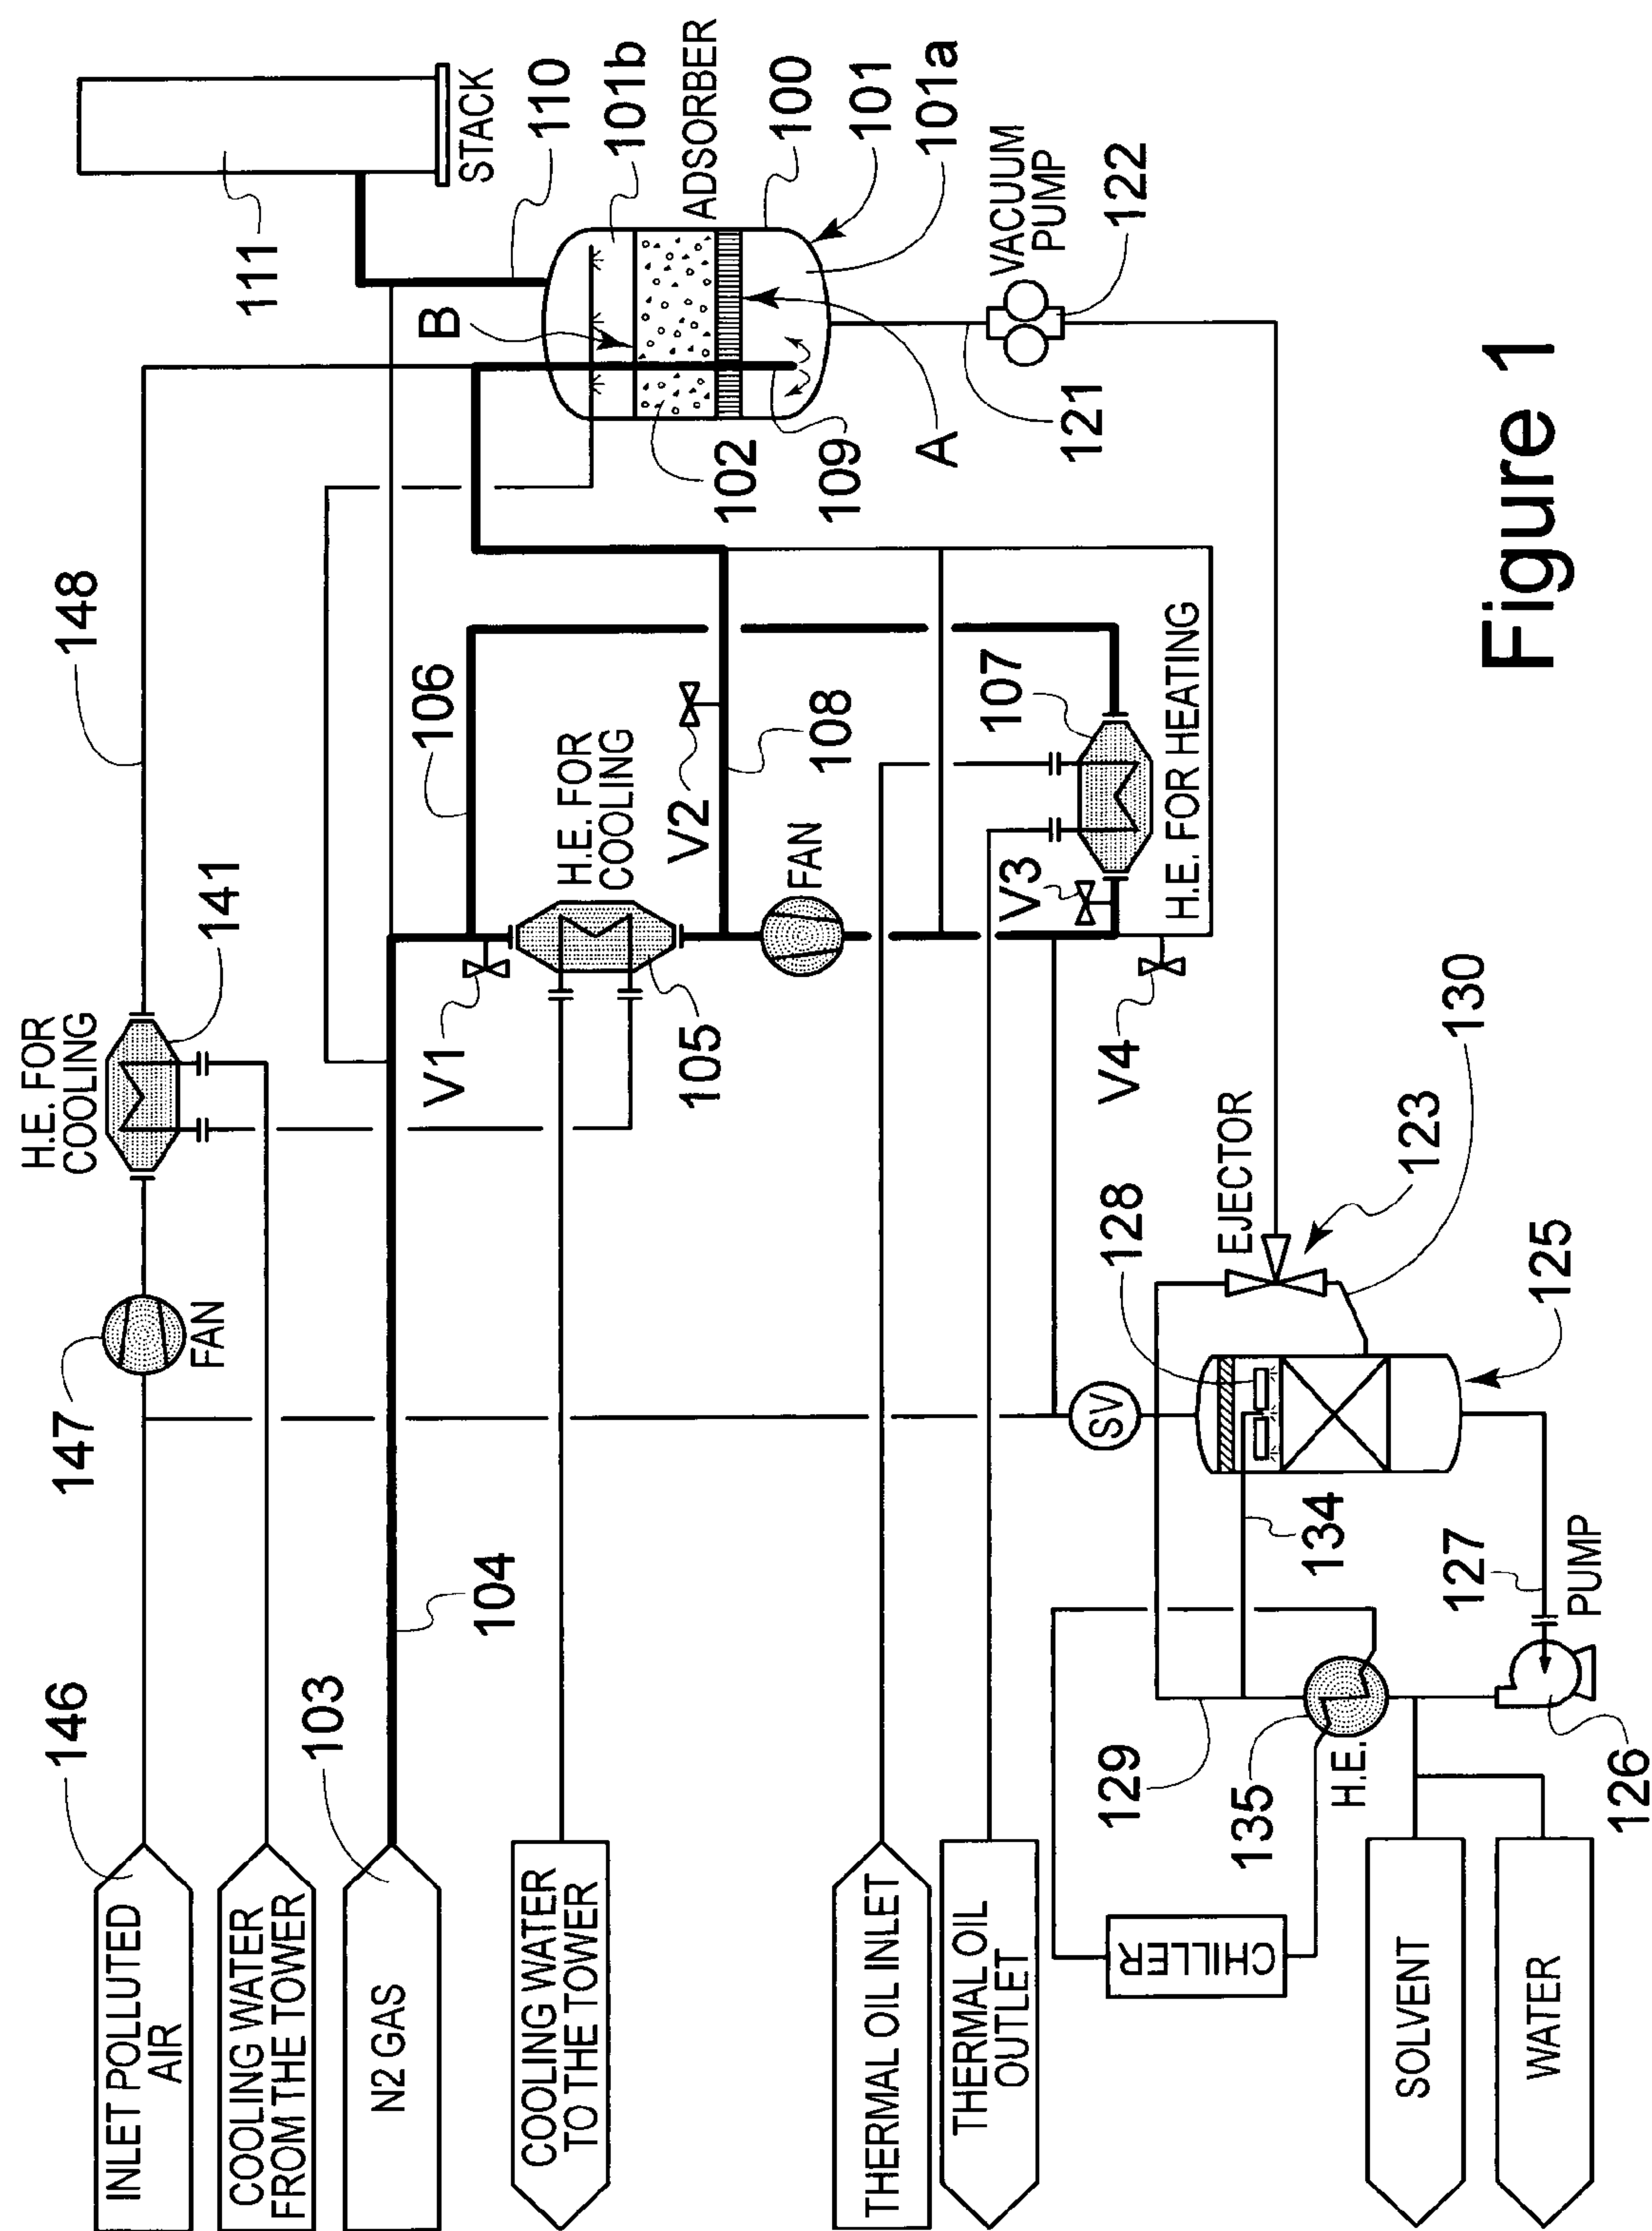 INLET POLLUTED
AIR
146
147
FAN
H.E. FOR
COOLING
141
148
COOLING WATER
FROM THE TOWER
N2 GAS
103
104
111
STACK
110
101b
B
ADSORBER
100
101
101a
102
109
A
VACUUM
PUMP
122
121
106
V1
105
H.E. FOR
COOLING
V2
108
FAN
107
V3
H.E. FOR HEATING
V4
COOLING WATER
TO THE TOWER
THERMAL OIL INLET
THERMAL OIL
OUTLET
SV
128
EJECTOR
123
130
125
134
127
PUMP
126
129
135
H.E.
CHILLER
SOLVENT
WATER
Figure 1